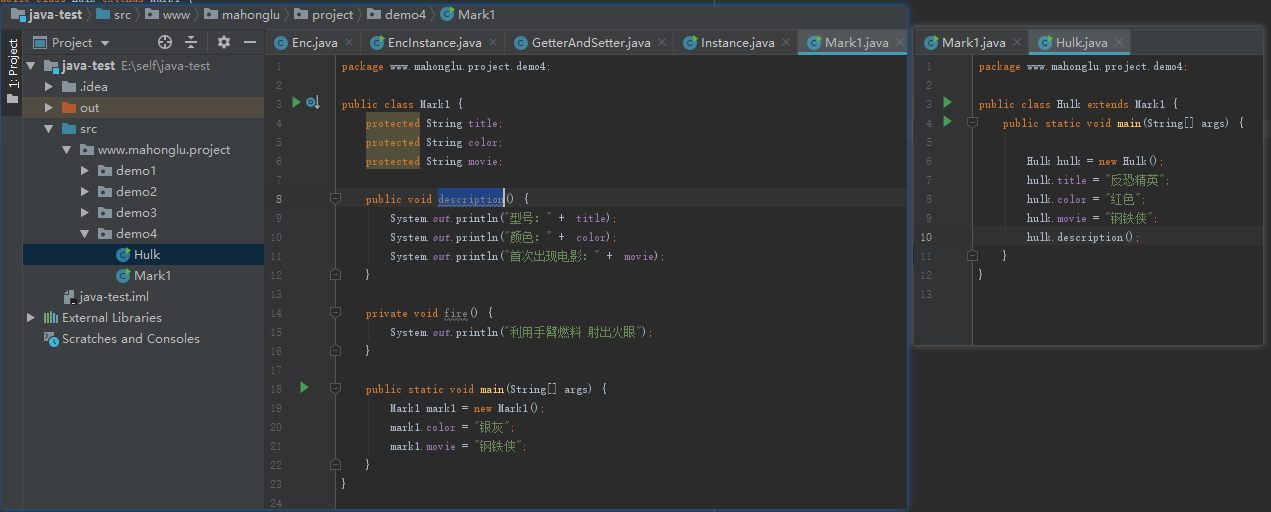 java-test src www mahonglu project demo4 Mark1
1: Project
Project
java-test E:\self\java-test
.idea
out
src
www.mahonglu.project
demo1
demo2
demo3
demo4
Hulk
Mark1
java-test.iml
External Libraries
Scratches and Consoles
Enc.java EncInstance.java GetterAndSetter.java Instance.java Mark1.java
1 package www.mahonglu.project.demo4;
2
3 public class Mark1 {
4 protected String title;
5 protected String color;
6 protected String movie;
7
8 public void description() {
9 System.out.println("型号: " + title);
10 System.out.println("颜色: " + color);
11 System.out.println("首次出现电影: " + movie);
12 }
13
14 private void fire() {
15 System.out.println("利用手臂燃料 射出火眼");
16 }
17
18 public static void main(String[] args) {
19 Mark1 mark1 = new Mark1();
20 mark1.color = "银灰";
21 mark1.movie = "钢铁侠";
22 }
23 }
24
Mark1.java Hulk.java
1 package www.mahonglu.project.demo4;
2
3 public class Hulk extends Mark1 {
4 public static void main(String[] args) {
6 Hulk hulk = new Hulk();
7 hulk.title = "反恐精英";
8 hulk.color = "红色";
9 hulk.movie = "钢铁侠";
10 hulk.description();
11 }
12 }
13